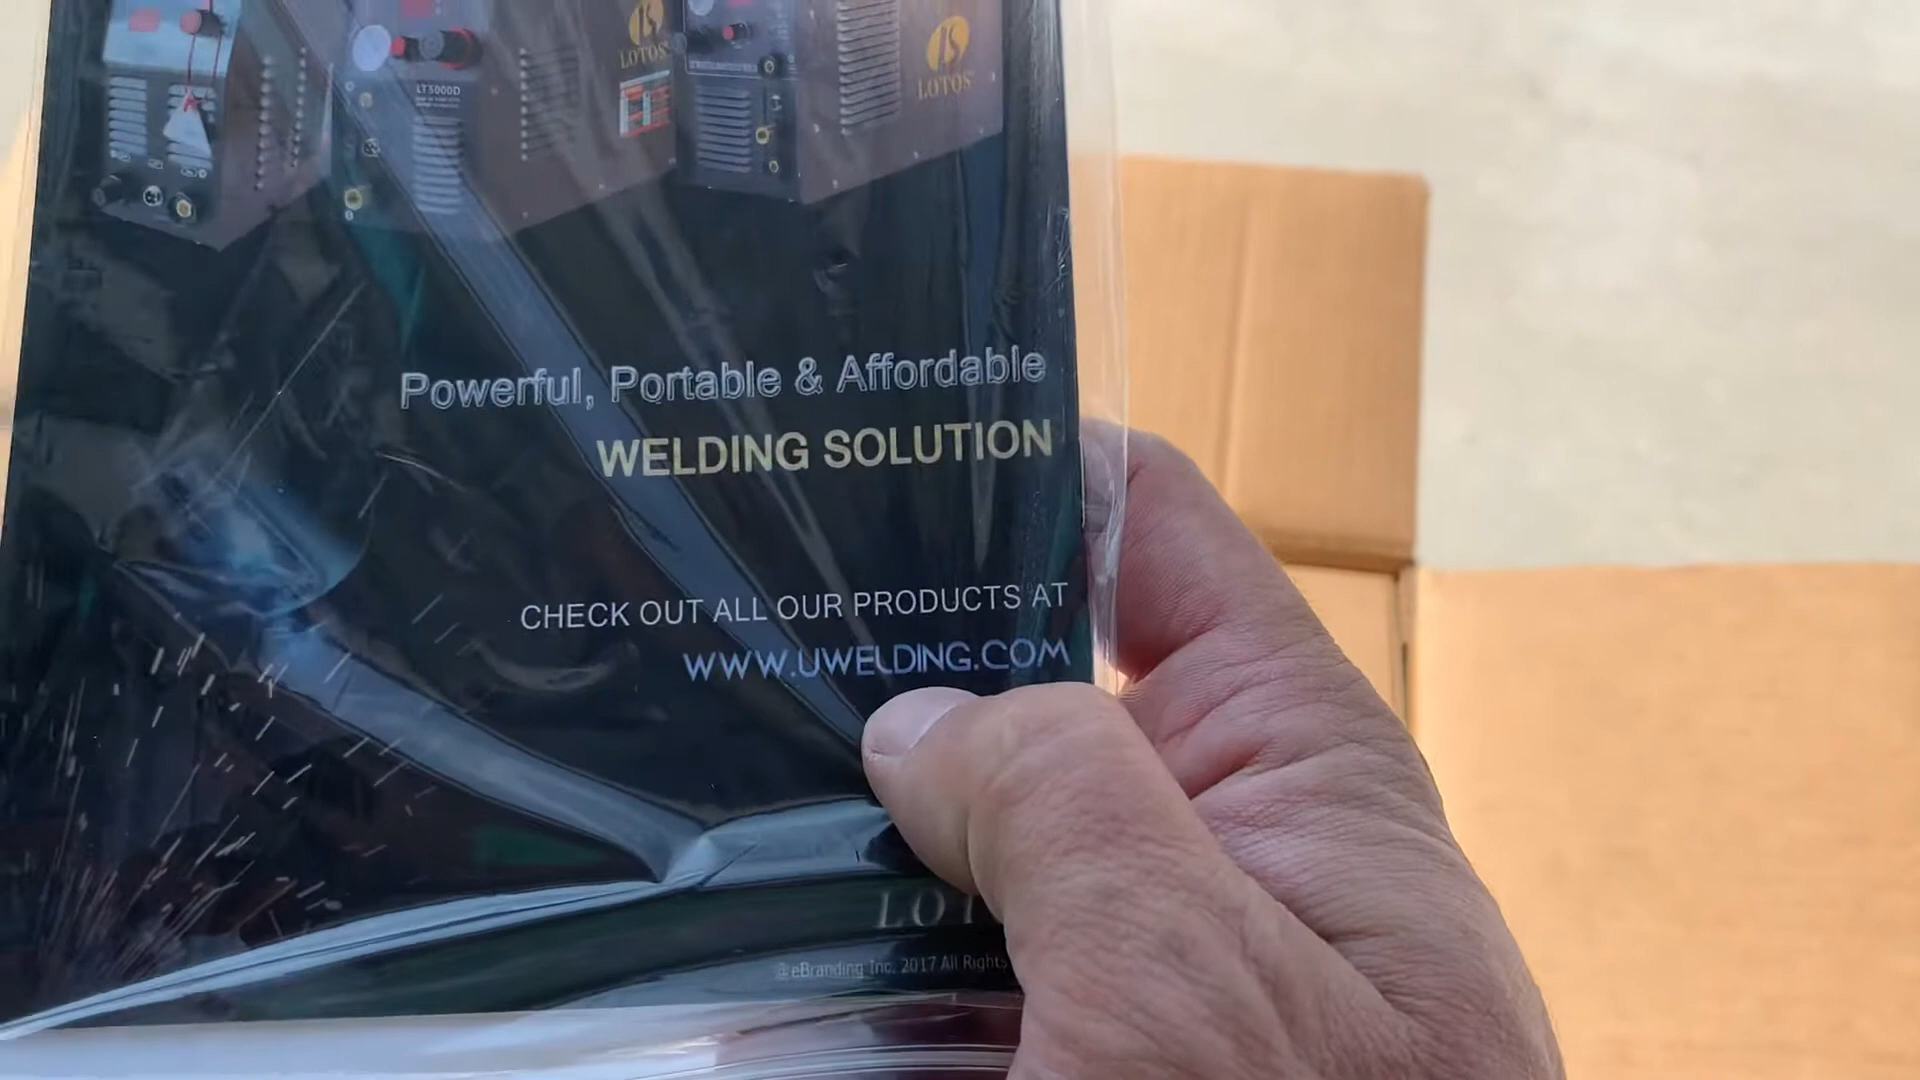 LOTOS
LOTOS
LT5000D
Powerful, Portable & Affordable
WELDING SOLUTION
CHECK OUT ALL OUR PRODUCTS AT
WWW.UWELDING.COM
LOT
@eBranding Inc. 2017 All Rights